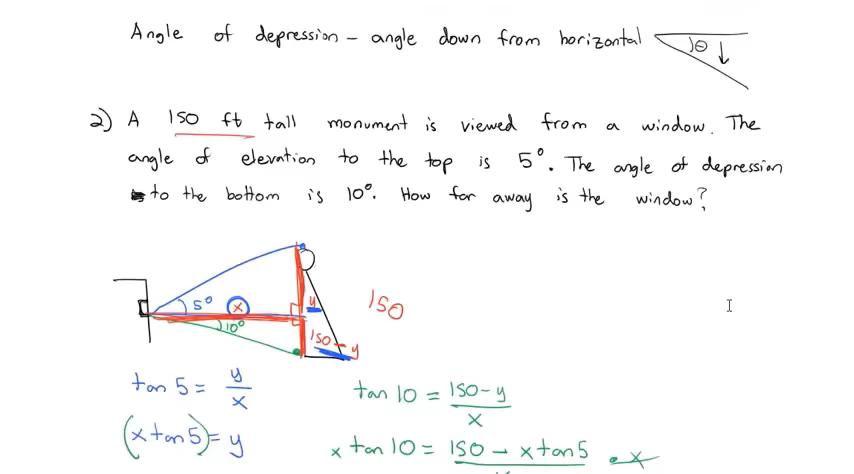 Angle of depression - angle down from horizontal
θ
2) A 150 ft tall monument is viewed from a window. The
angle of elevation to the top is 5°. The angle of depression
to the bottom is 10°. How far away is the window?
5°
x
y
150
10°
150 - y
tan 5 = y/x
tan 10 = 150-y/x
(x tan 5) = y
x tan 10 = 150 - x tan 5 • x